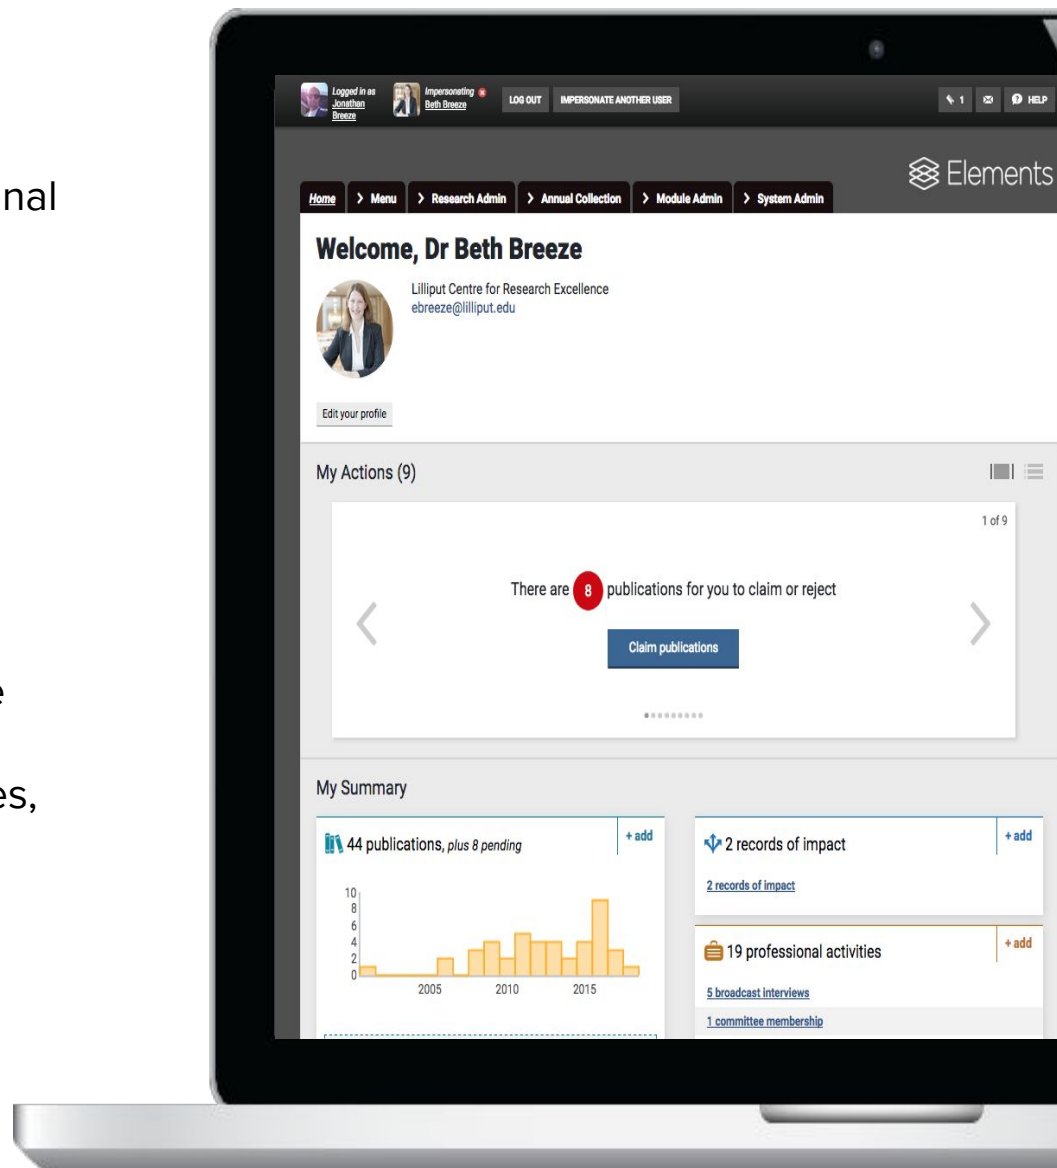 nal
e
es,
Logged in as
Jonathan
Breeze
Impersonating
Beth Breeze
LOG OUT
IMPERSONATE ANOTHER USER
1
HELP
Elements
Home
Menu
Research Admin
Annual Collection
Module Admin
System Admin
Welcome, Dr Beth Breeze
Lilliput Centre for Research Excellence
ebreeze@lilliput.edu
Edit your profile
My Actions (9)
1 of 9
There are 8 publications for you to claim or reject
Claim publications
My Summary
44 publications, plus 8 pending
+ add
10
8
6
4
2
0
2005 2010 2015
2 records of impact
+ add
2 records of impact
19 professional activities
+ add
5 broadcast interviews
1 committee membership